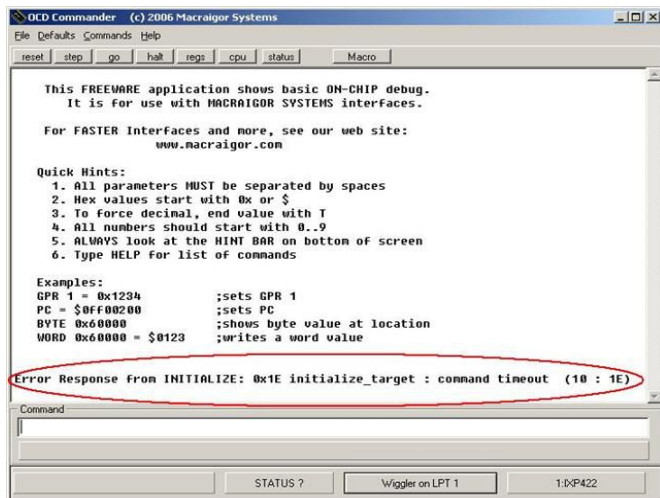 OCD Commander (c) 2006 Macraigor Systems
File Defaults Commands Help
reset step go halt regs cpu status Macro
This FREEWARE application shows basic ON-CHIP debug.
It is for use with MACRAIGOR SYSTEMS interfaces.
For FASTER Interfaces and more, see our web site:
www.macraigor.com
Quick Hints:
1. All parameters MUST be separated by spaces
2. Hex values start with 0x or $
3. To force decimal, end value with T
4. All numbers should start with 0..9
5. ALWAYS look at the HINT BAR on bottom of screen
6. Type HELP for list of commands
Examples:
GPR 1 = 0x1234 ;sets GPR 1
PC = $0FF00200 ;sets PC
BYTE 0x60000 ;shows byte value at location
WORD 0x60000 = $0123 ;writes a word value
Error Response from INITIALIZE: 0x1E initialize_target : command timeout (10 : 1E)
Command
STATUS ? Wiggler on LPT 1 1:IXP422